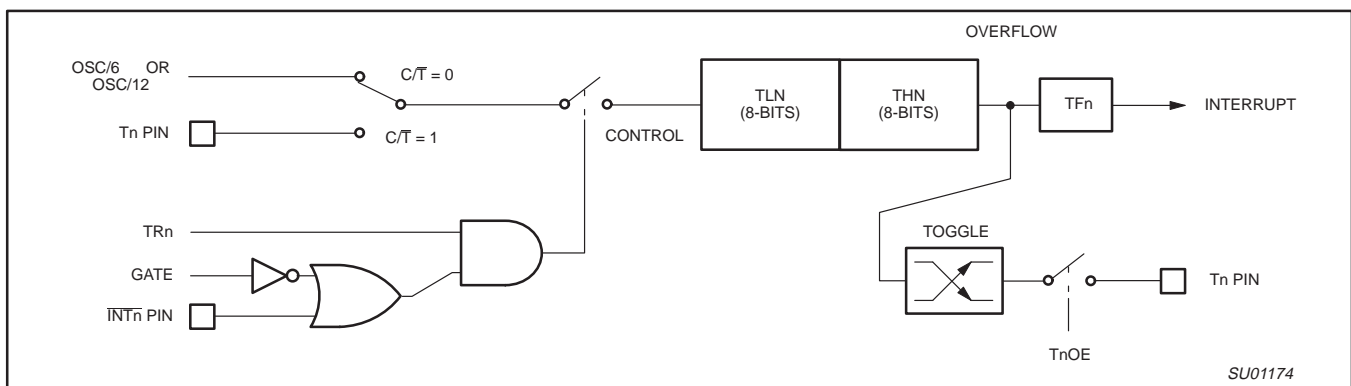 OVERFLOW
OSC/6 OR
OSC/12
C/T̅ = 0
TLN
(8-BITS)
THN
(8-BITS)
TFn
INTERRUPT
Tn PIN
C/T̅ = 1
CONTROL
TRn
TOGGLE
GATE
Tn PIN
I̅N̅T̅n̅ PIN
TnOE
SU01174